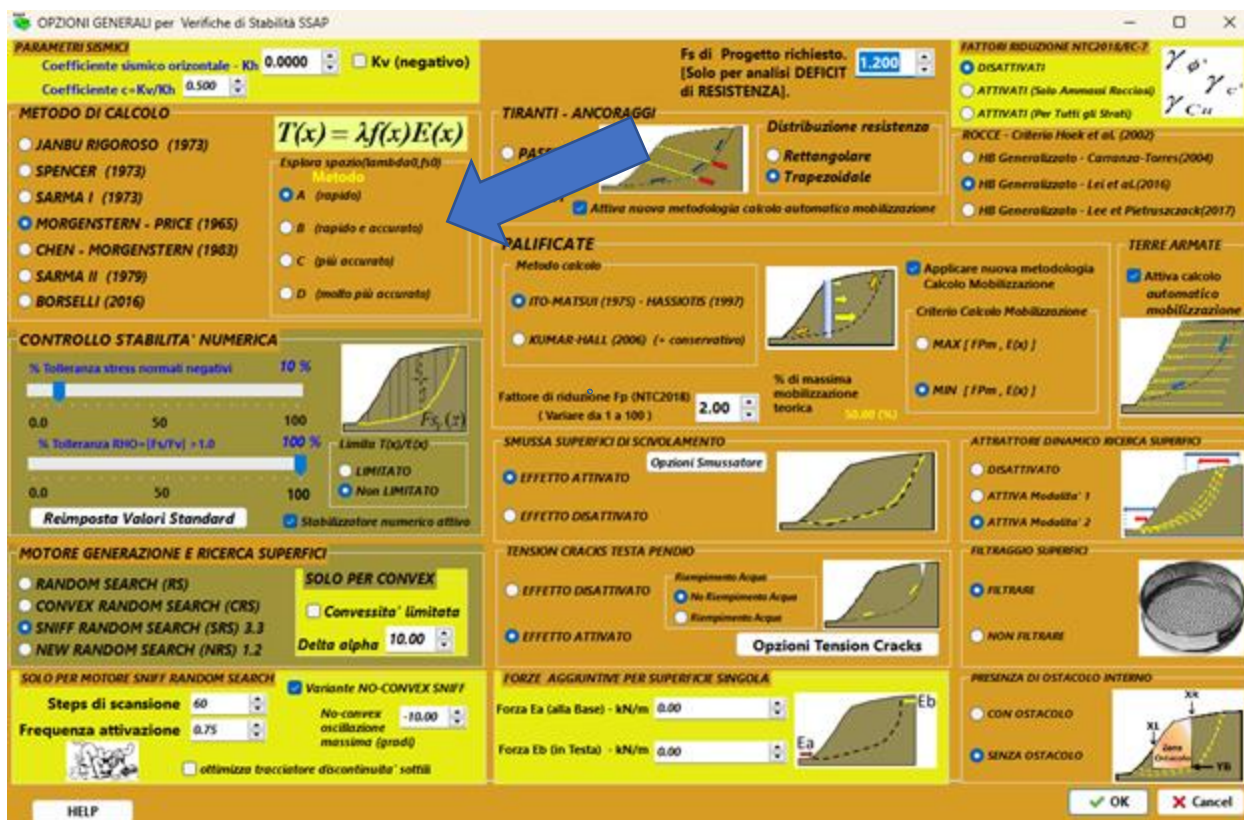 OPZIONI GENERALI per Verifiche di Stabilità SSAP
PARAMETRI SISMICI
Coefficiente sismico orizontale - Kh 0.0000
Kv (negativo)
Coefficiente c=Kv/Kh 0.500
Fs di Progetto richiesto.
[Solo per analisi DEFICIT
di RESISTENZA].
1.200
FATTORI RIDUZIONE NTC2018/EC-7
DISATTIVATI
ATTIVATI (Solo Ammassi Rocciosi)
ATTIVATI (Per Tutti gli Strati)
γφ'
γc'
γCu
METODO DI CALCOLO
JANBU RIGOROSO (1973)
SPENCER (1973)
SARMA I (1973)
MORGENSTERN - PRICE (1965)
CHEN - MORGENSTERN (1983)
SARMA II (1979)
BORSELLI (2016)
T(x) = λf(x)E(x)
Esplora spazio(lambda0,fs0)
Metodo
A (rapido)
B (rapido e accurato)
C (più accurato)
D (molto più accurato)
TIRANTI - ANCORAGGI
Distribuzione resistenza
Rettangolare
Trapezoidale
Attiva nuova metodologia calcolo automatico mobilizzazione
ROCCE - Criterio Hoek et al. (2002)
HB Generalizzato - Carranza-Torres(2004)
HB Generalizzato - Lei et al.(2016)
HB Generalizzato - Lee et Pietruszczack(2017)
PALIFICATE
Metodo calcolo
ITO-MATSUI (1975) - HASSIOTIS (1997)
KUMAR-HALL (2006) (+ conservativo)
Fattore di riduzione Fp (NTC2018)
( Variare da 1 a 100 )
2.00
% di massima
mobilizzazione
teorica
50.00 (%)
Applicare nuova metodologia
Calcolo Mobilizzazione
Criterio Calcolo Mobilizzazione
MAX [ FPm , E(x) ]
MIN [ FPm , E(x) ]
TERRE ARMATE
Attiva calcolo
automatico
mobilizzazione
CONTROLLO STABILITA' NUMERICA
% Tolleranza stress normati negativi 10 %
0.0 50 100
% Tolleranza RHO=[Fs/Fv] >1.0 100 %
0.0 50 100
Reimposta Valori Standard
Limita T(x)/E(x)
LIMITATO
Non LIMITATO
Stabilizzatore numerico attivo
SMUSSA SUPERFICI DI SCIVOLAMENTO
Opzioni Smussatore
EFFETTO ATTIVATO
EFFETTO DISATTIVATO
ATTRATTORE DINAMICO RICERCA SUPERFICI
DISATTIVATO
ATTIVA Modalita' 1
ATTIVA Modalita' 2
MOTORE GENERAZIONE E RICERCA SUPERFICI
RANDOM SEARCH (RS)
CONVEX RANDOM SEARCH (CRS)
SNIFF RANDOM SEARCH (SRS) 3.3
NEW RANDOM SEARCH (NRS) 1.2
SOLO PER CONVEX
Convessita' limitata
Delta alpha 10.00
TENSION CRACKS TESTA PENDIO
EFFETTO DISATTIVATO
EFFETTO ATTIVATO
Riempimento Acqua
No Riempimento Acqua
Riempimento Acqua
Opzioni Tension Cracks
FILTRAGGIO SUPERFICI
FILTRARE
NON FILTRARE
SOLO PER MOTORE SNIFF RANDOM SEARCH
Steps di scansione 60
Frequenza attivazione 0.75
Variante NO-CONVEX SNIFF
No-convex
oscillazione
massima (gradi)
-10.00
ottimizza tracciatore discontinuita' sottili
FORZE AGGIUNTIVE PER SUPERFICIE SINGOLA
Forza Ea (alla Base) - kN/m 0.00
Forza Eb (in Testa) - kN/m 0.00
Eb
Ea
PRESENZA DI OSTACOLO INTERNO
CON OSTACOLO
SENZA OSTACOLO
XR
XL
Zona
Ostacolo
YB
HELP
OK
Cancel